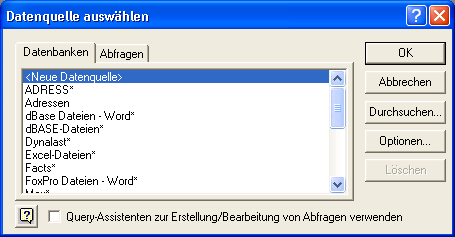 Datenquelle auswählen
Datenbanken
Abfragen
<Neue Datenquelle>
ADRESS*
Adressen
dBase Dateien - Word*
dBASE-Dateien*
Dynalast*
Excel-Dateien*
Facts*
FoxPro Dateien - Word*
OK
Abbrechen
Durchsuchen...
Optionen...
Löschen
Query-Assistenten zur Erstellung/Bearbeitung von Abfragen verwenden